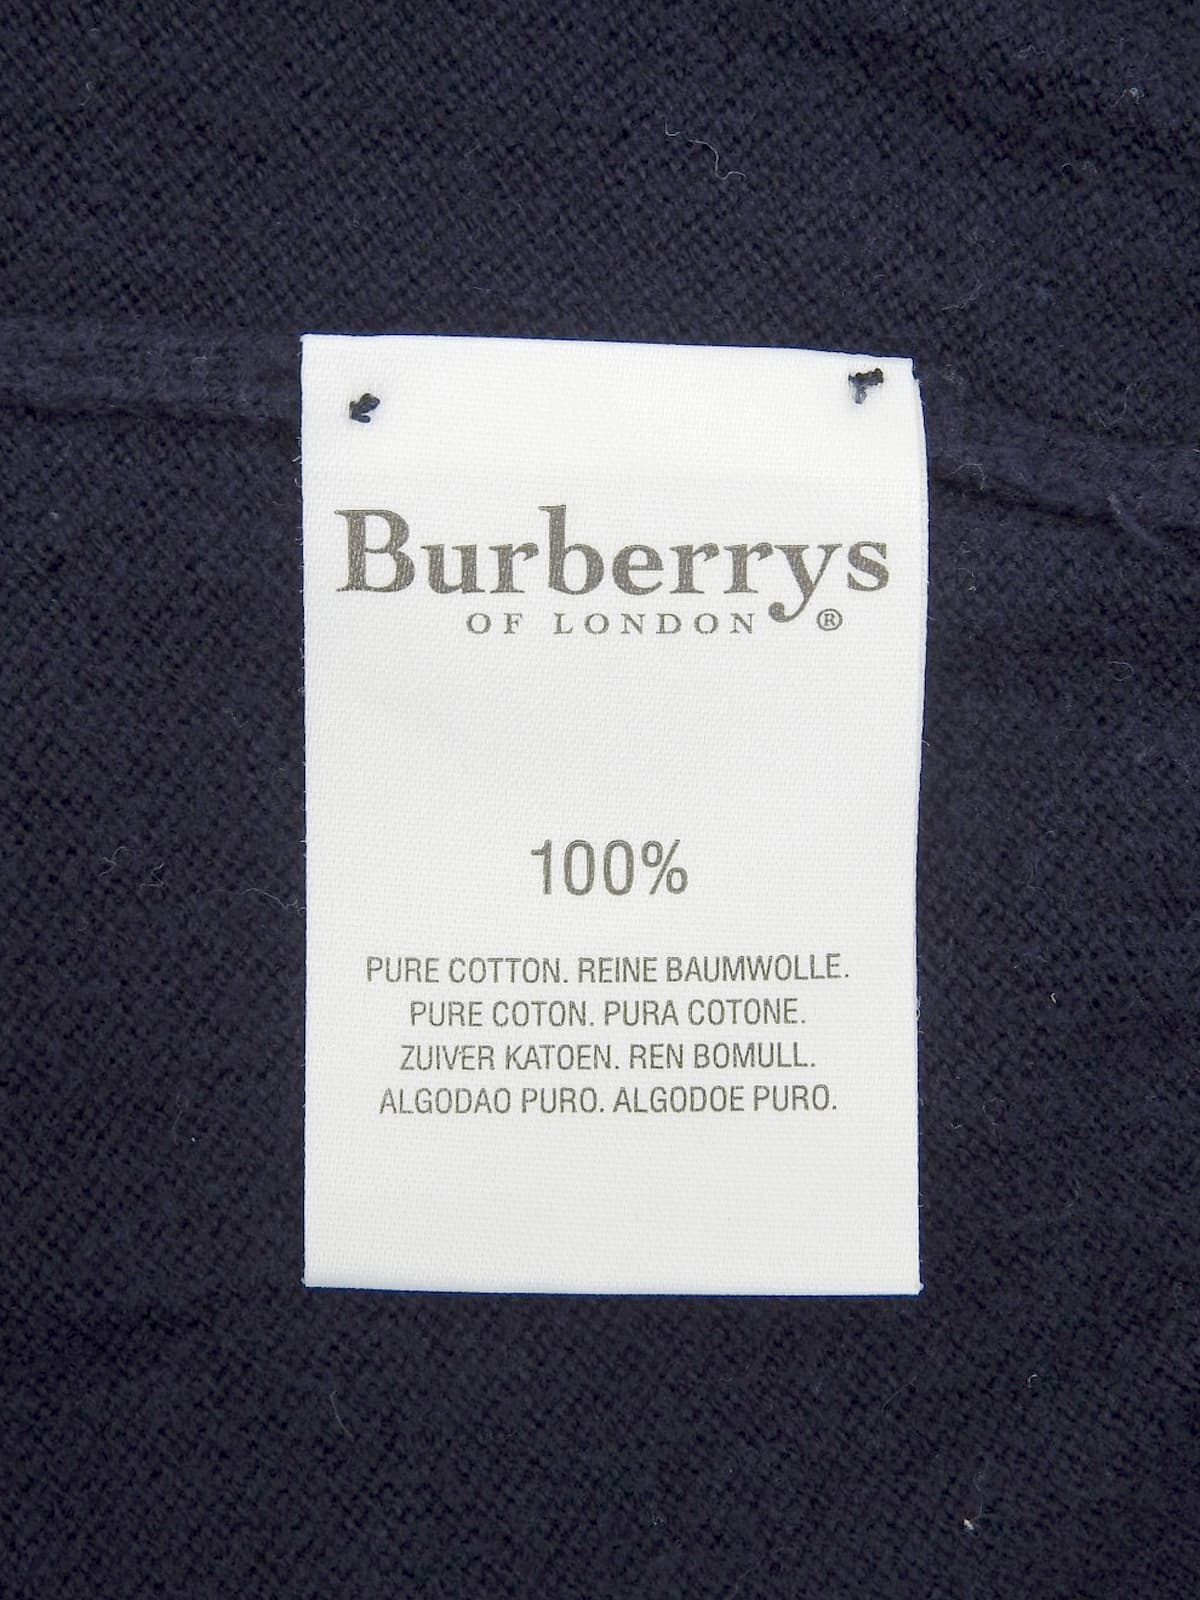 Burberrys
OF LONDON ®
100%
PURE COTTON. REINE BAUMWOLLE.
PURE COTON. PURA COTONE.
ZUIVER KATOEN. REN BOMULL.
ALGODAO PURO. ALGODOE PURO.